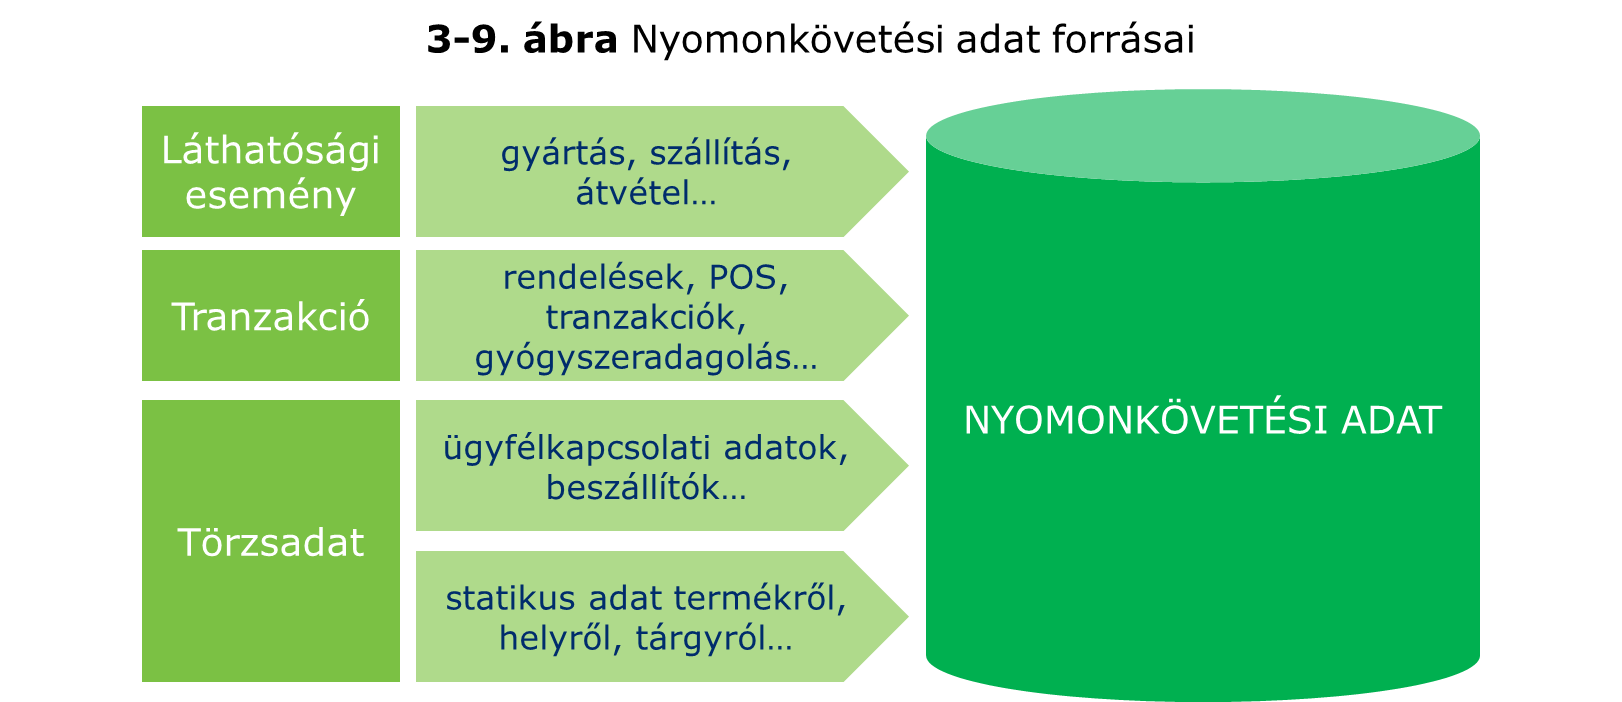 3-9. ábra Nyomonkövetési adat forrásai
Láthatósági
esemény
gyártás, szállítás,
átvétel…
Tranzakció
rendelések, POS,
tranzakciók,
gyógyszeradagolás…
Törzsadat
ügyfélkapcsolati adatok,
beszállítók…
statikus adat termékről,
helyről, tárgyról…
NYOMONKÖVETÉSI ADAT